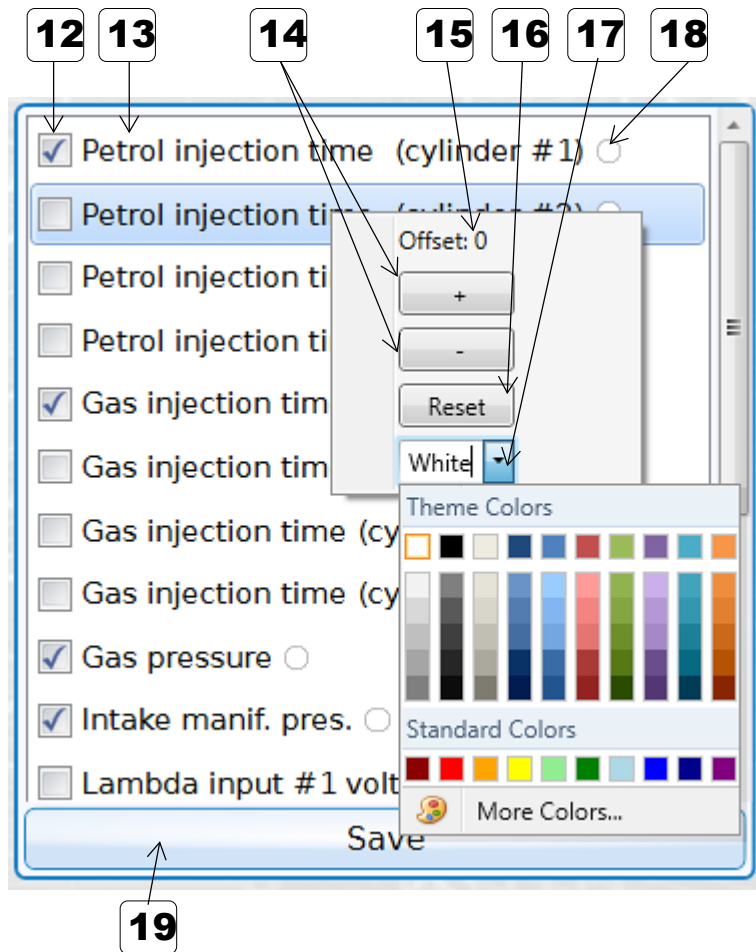 12 13 14 15 16 17 18
Petrol injection time (cylinder #1)
Petrol injection time (cylinder #2)
Offset: 0
Petrol injection ti
+
Petrol injection ti
-
Gas injection tim
Reset
Gas injection tim
White
Theme Colors
Gas injection time (cy
Gas injection time (cy
Gas pressure
Intake manif. pres.
Standard Colors
Lambda input #1 volt
More Colors...
Save
19